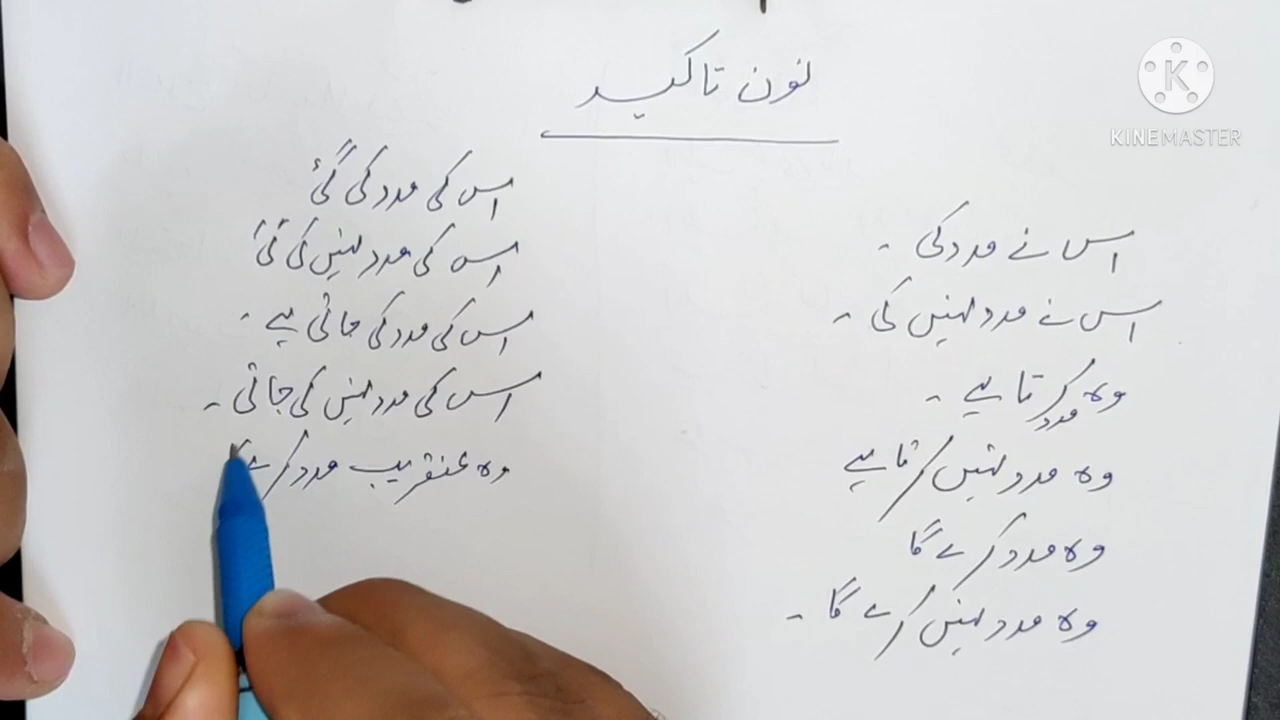 نون تاکید
اس نے مدد کی ۔
اس نے مدد نہیں کی ۔
وہ مدد کرتا ہے ۔
وہ مدد نہیں کرتا ہے
وہ مدد کرے گا
وہ مدد نہیں کرے گا ۔
اس کی مدد کی گئی
اس کی مدد نہیں کی گئی
اس کی مدد کی جاتی ہے ۔
اس کی مدد نہیں کی جاتی ۔
وہ عنقریب مدد کرے
KINEMASTER